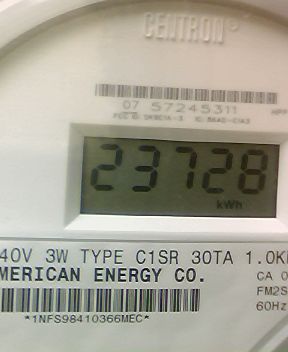 CENTRON®
07 57245311
23728
kWh
40V 3W TYPE C1SR 30TA 1.0K
MERICAN ENERGY CO.
CA 0
FM2S
60Hz
*1NFS98410366MEC*